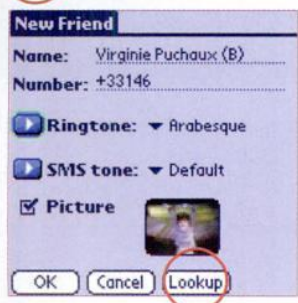 New Friend
Name: Virginie Puchaux (B)
Number: +33146
Ringtone: Arabesque
SMS tone: Default
Picture
OK Cancel Lookup